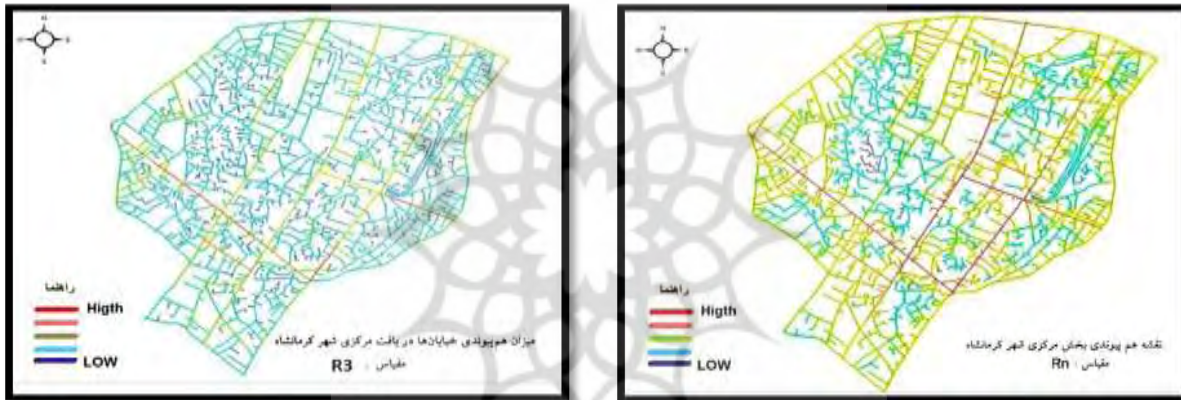 راهنما
Higth
LOW
میزان هم‌پیوندی خیابان‌ها در بافت مرکزی شهر کرمانشاه
مقیاس : R3
راهنما
Higth
LOW
نقشه هم پیوندی بخش مرکزی شهر کرمانشاه
مقیاس : Rn